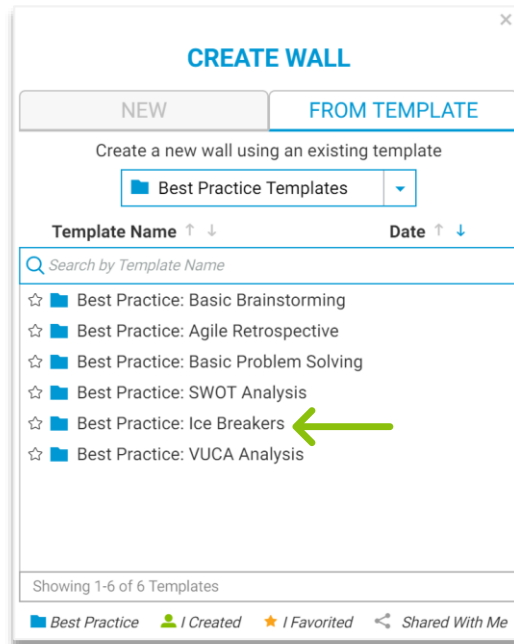 CREATE WALL
NEW FROM TEMPLATE
Create a new wall using an existing template
Best Practice Templates
Template Name ↑ ↓ Date ↑ ↓
Search by Template Name
Best Practice: Basic Brainstorming
Best Practice: Agile Retrospective
Best Practice: Basic Problem Solving
Best Practice: SWOT Analysis
Best Practice: Ice Breakers
Best Practice: VUCA Analysis
Showing 1-6 of 6 Templates
Best Practice I Created I Favorited Shared With Me